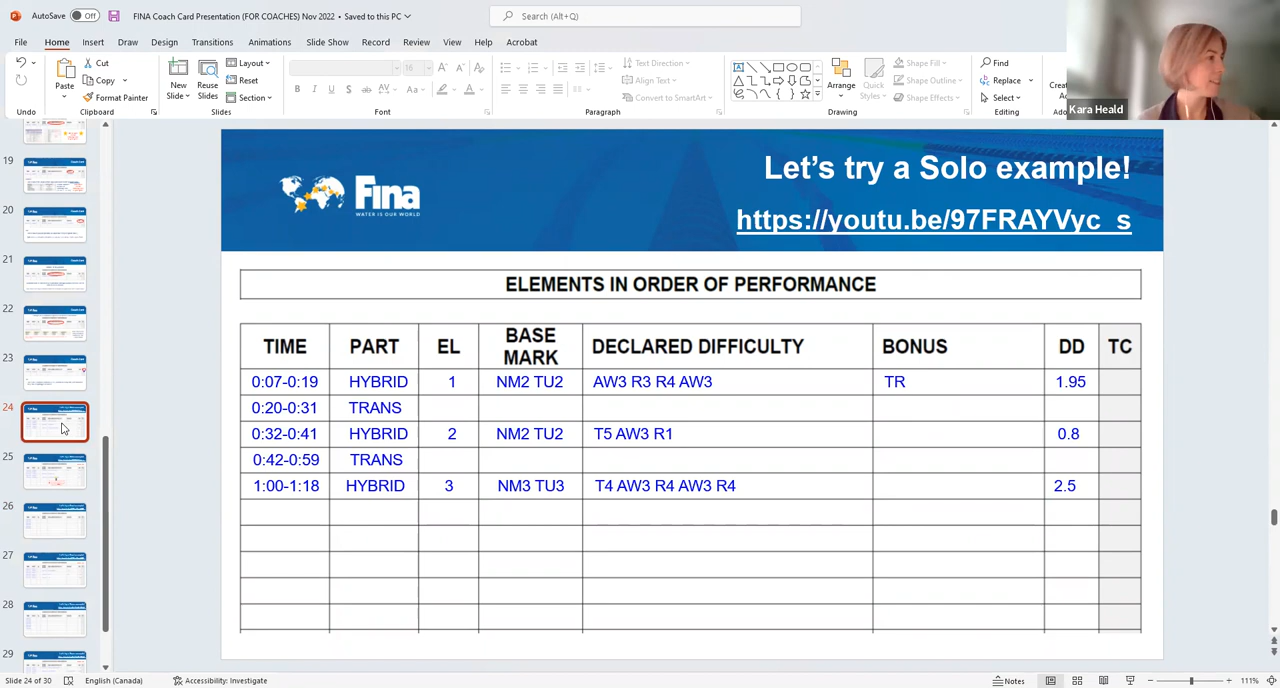 AutoSave Off FINA Coach Card Presentation (FOR COACHES) Nov 2022 • Saved to this PC Search (Alt+Q)
File Home Insert Draw Design Transitions Animations Slide Show Record Review View Help Acrobat
Paste Cut Copy Format Painter New Slide Reuse Slides Layout Reset Section 16 Text Direction Align Text Convert to SmartArt Arrange Quick Styles Shape Fill Shape Outline Shape Effects Find Replace Select
Undo Clipboard Slides Font Paragraph Drawing Editing
Kara Heald
19
20
21
22
23
24
25
26
27
28
29
Fina
WATER IS OUR WORLD
Let's try a Solo example!
https://youtu.be/97FRAYVyc_s
ELEMENTS IN ORDER OF PERFORMANCE
TIME PART EL BASE MARK DECLARED DIFFICULTY BONUS DD TC
0:07-0:19 HYBRID 1 NM2 TU2 AW3 R3 R4 AW3 TR 1.95
0:20-0:31 TRANS
0:32-0:41 HYBRID 2 NM2 TU2 T5 AW3 R1 0.8
0:42-0:59 TRANS
1:00-1:18 HYBRID 3 NM3 TU3 T4 AW3 R4 AW3 R4 2.5
Slide 24 of 30 English (Canada) Accessibility: Investigate Notes 111%